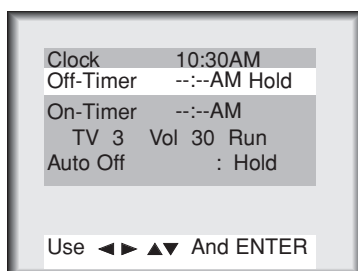 Clock 10:30AM
Off-Timer --:--AM Hold
On-Timer --:--AM
TV 3 Vol 30 Run
Auto Off : Hold
Use ◄ ► ▲▼ And ENTER